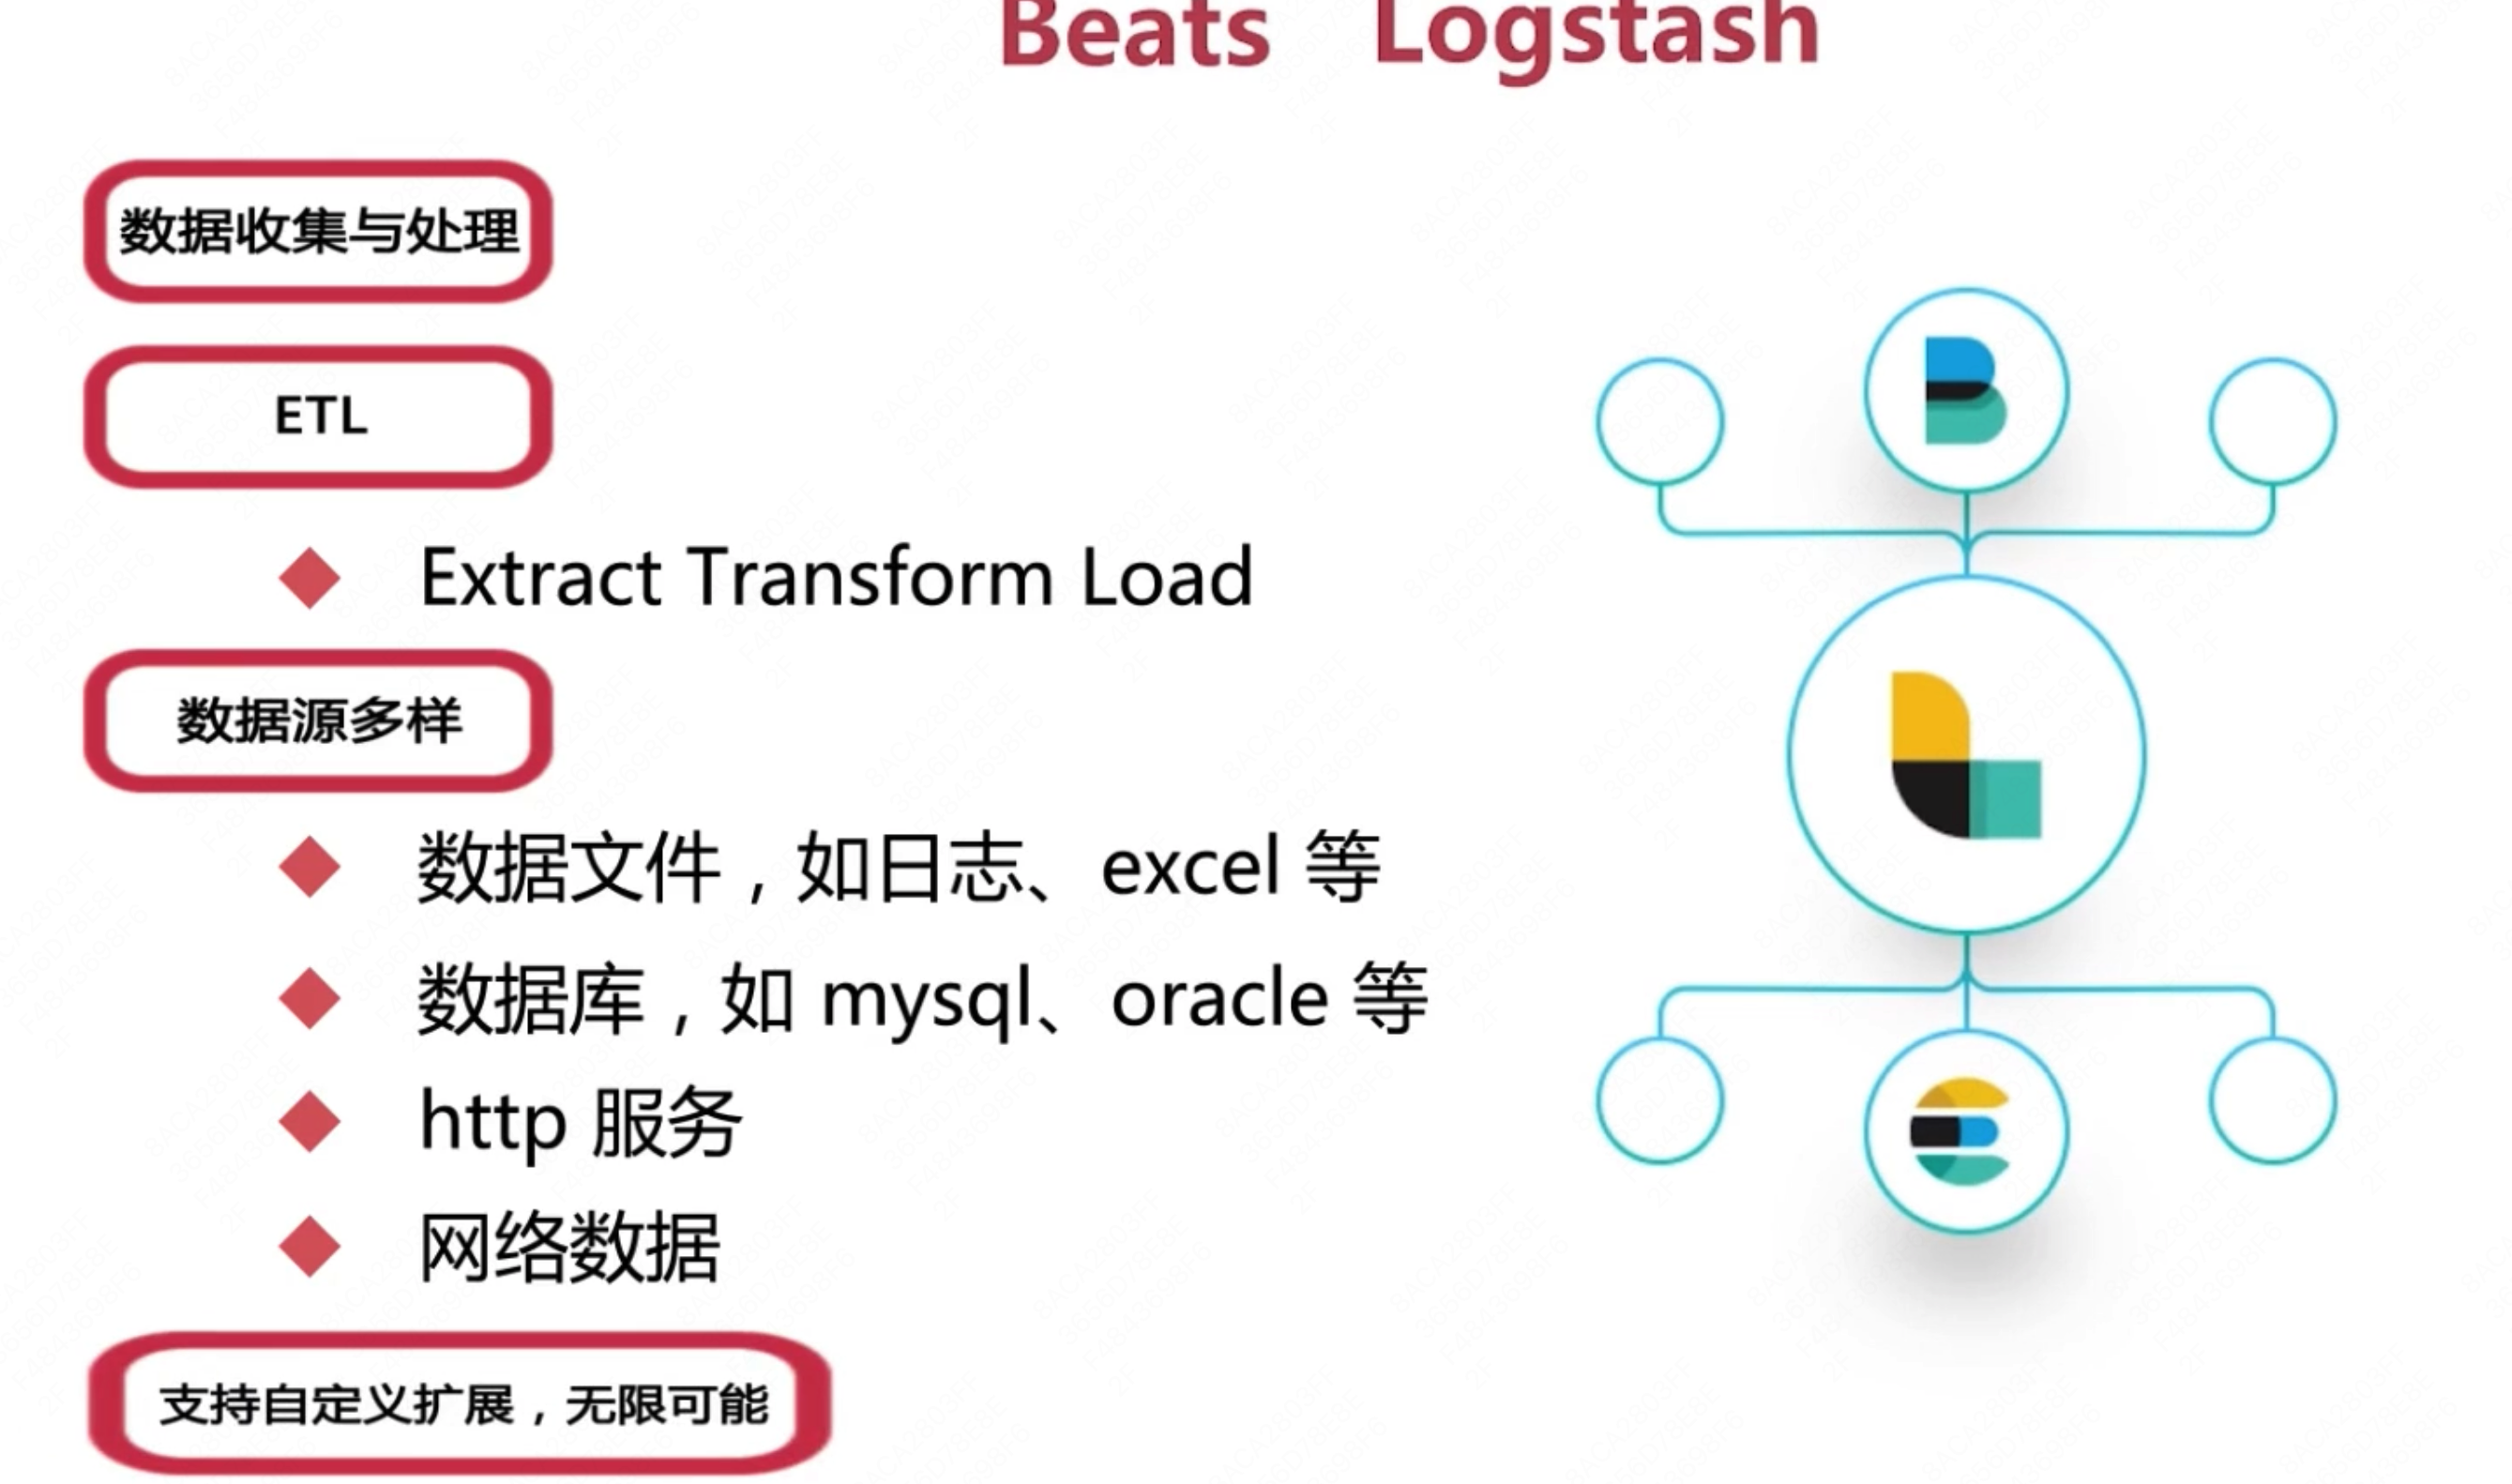 Beats Logstash
数据收集与处理
ETL
Extract Transform Load
数据源多样
数据文件，如日志、excel 等
数据库，如 mysql、oracle 等
http 服务
网络数据
支持自定义扩展，无限可能